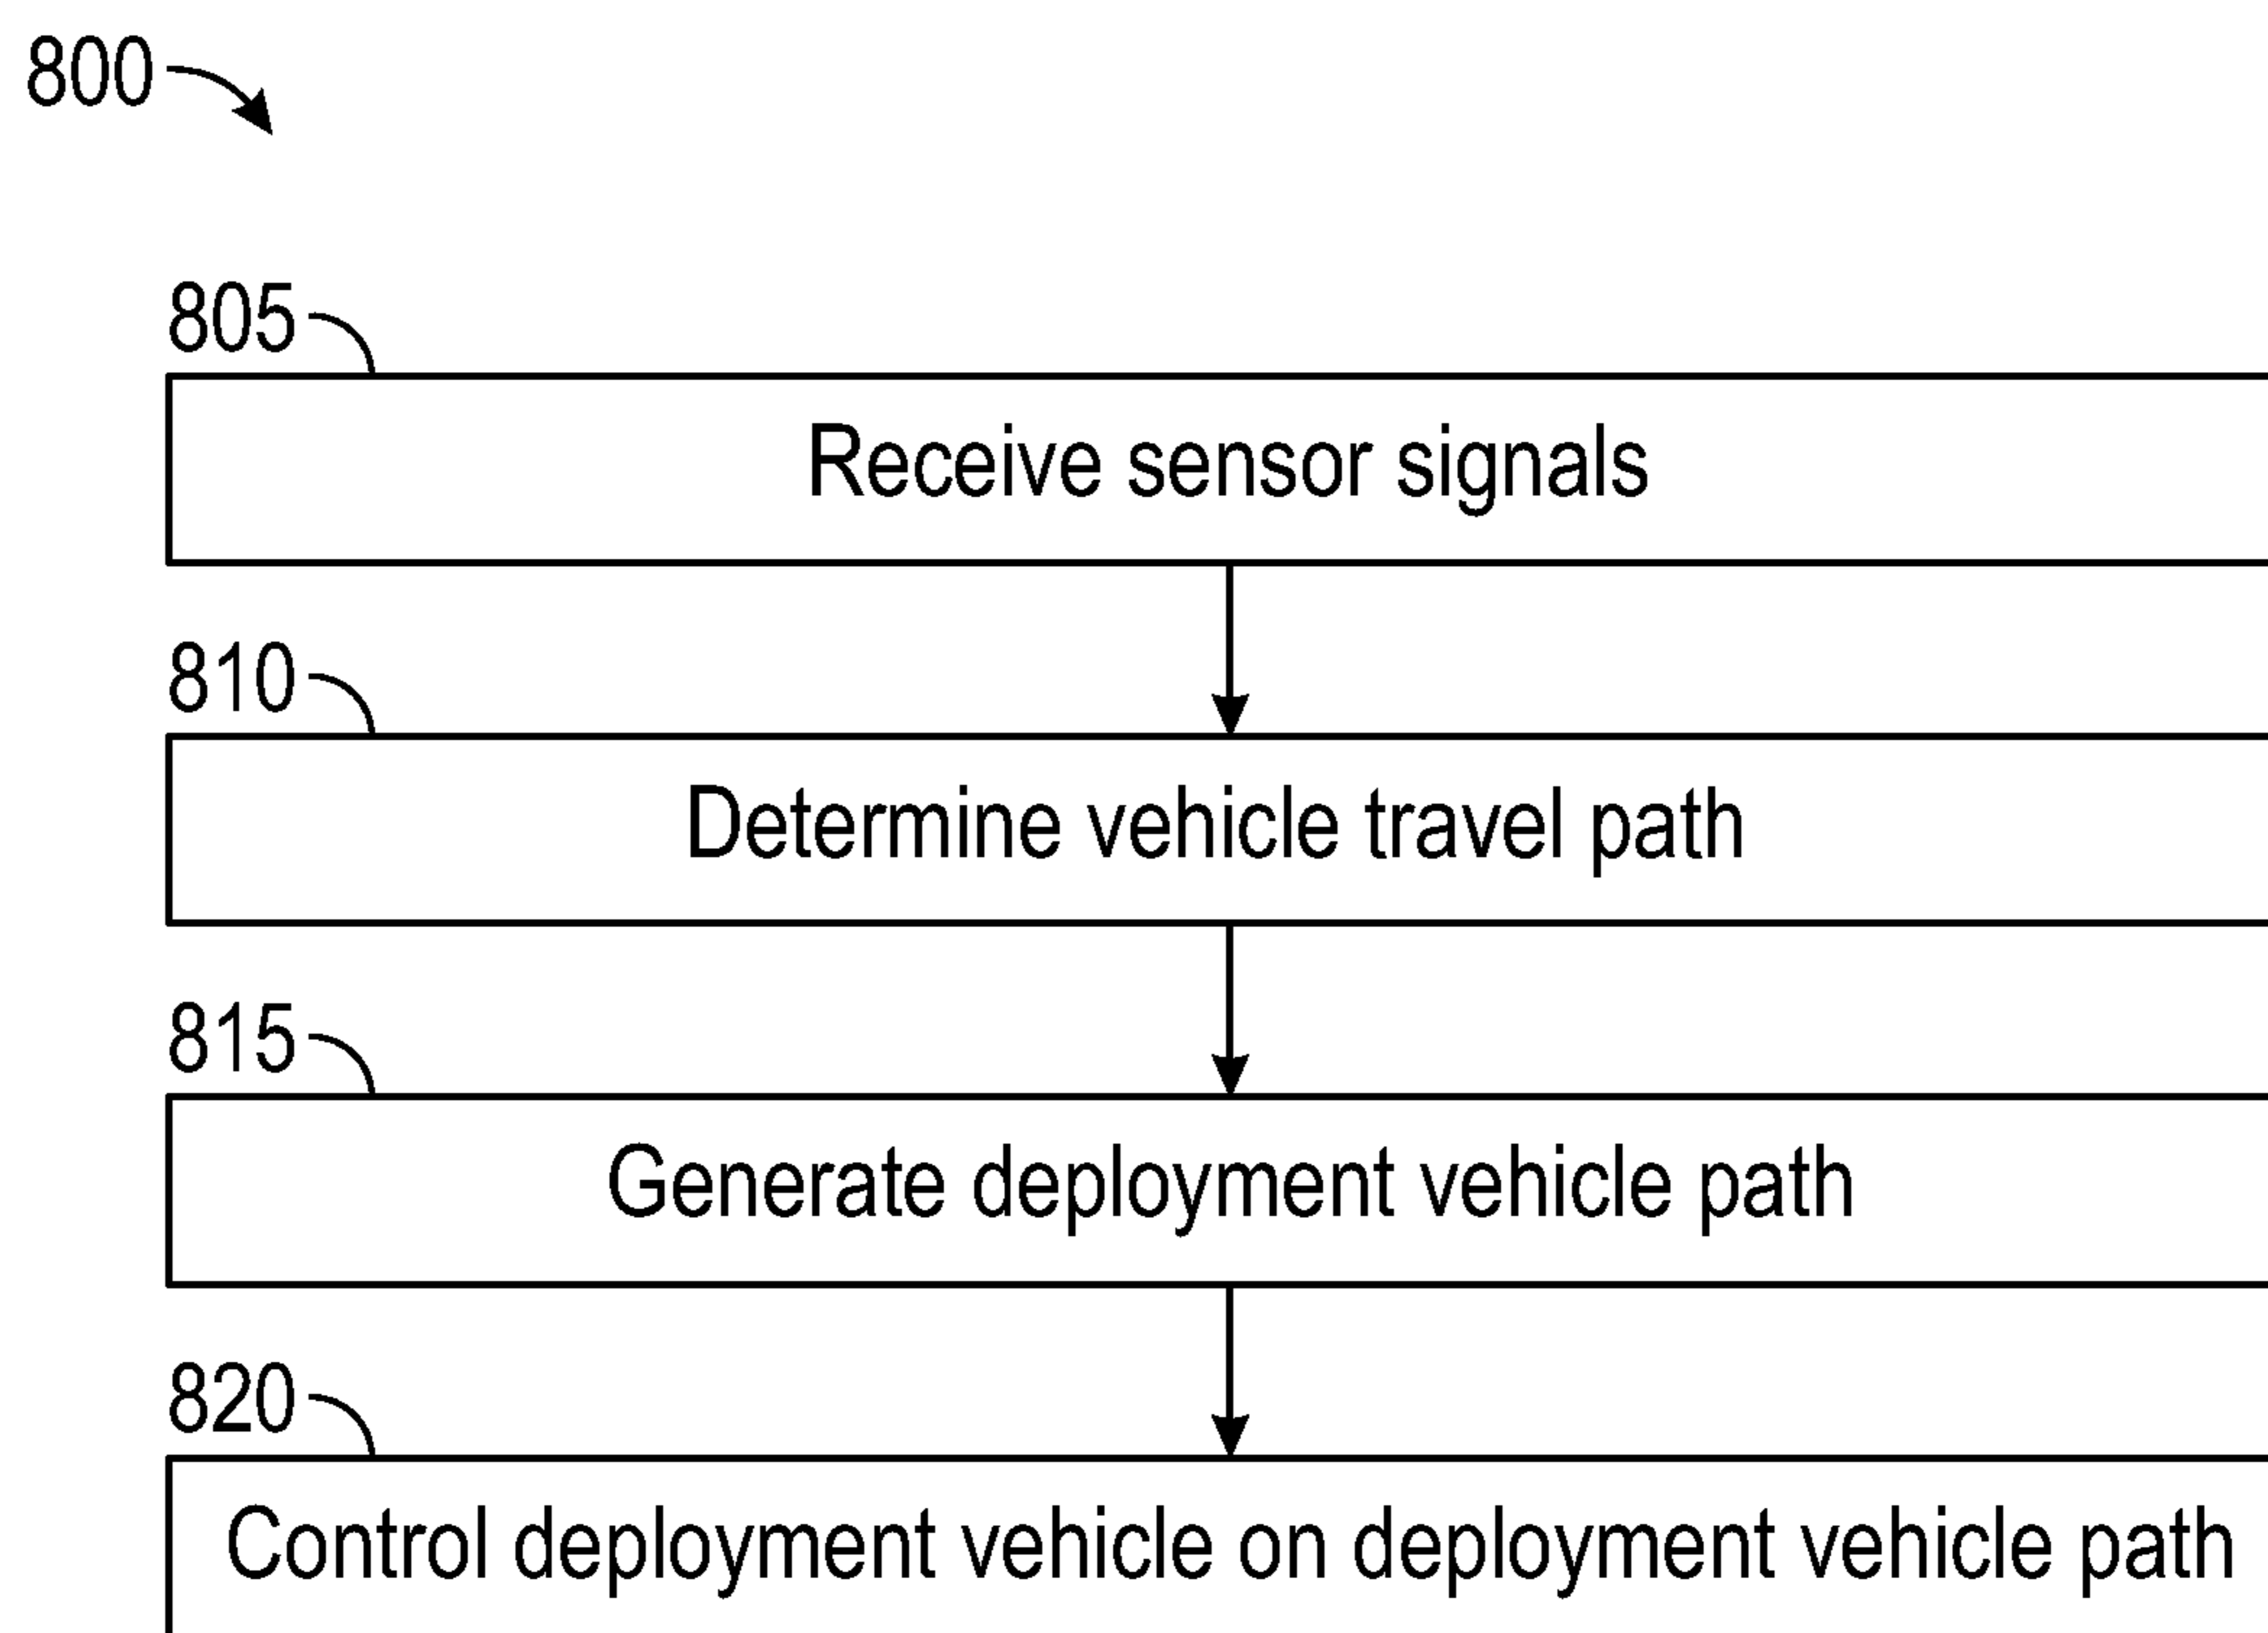 800
805
Receive sensor signals
810
Determine vehicle travel path
815
Generate deployment vehicle path
820
Control deployment vehicle on deployment vehicle path